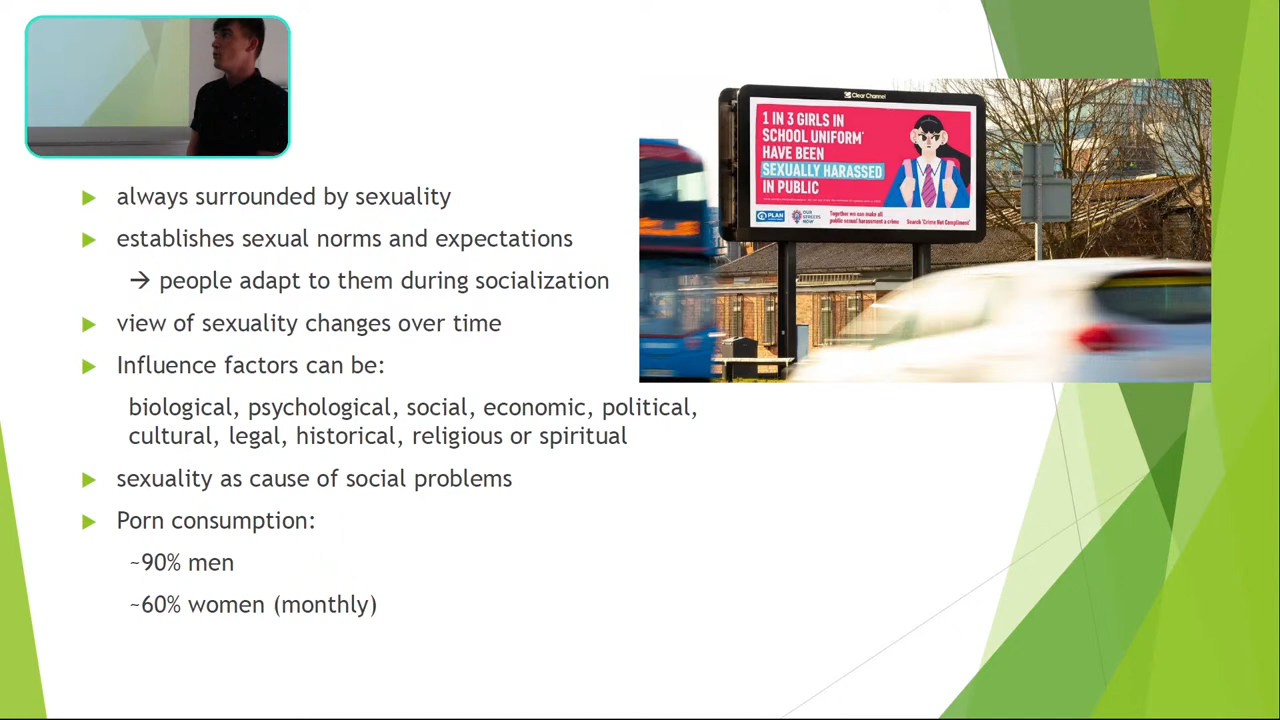 always surrounded by sexuality
establishes sexual norms and expectations
→ people adapt to them during socialization
view of sexuality changes over time
Influence factors can be:
biological, psychological, social, economic, political,
cultural, legal, historical, religious or spiritual
sexuality as cause of social problems
Porn consumption:
~90% men
~60% women (monthly)
Clear Channel
1 IN 3 GIRLS IN
SCHOOL UNIFORM*
HAVE BEEN
SEXUALLY HARASSED
IN PUBLIC
PLAN
OUR
STREETS
NOW
Together we can make all
public sexual harassment a crime
Search 'Crime Not Compliment'